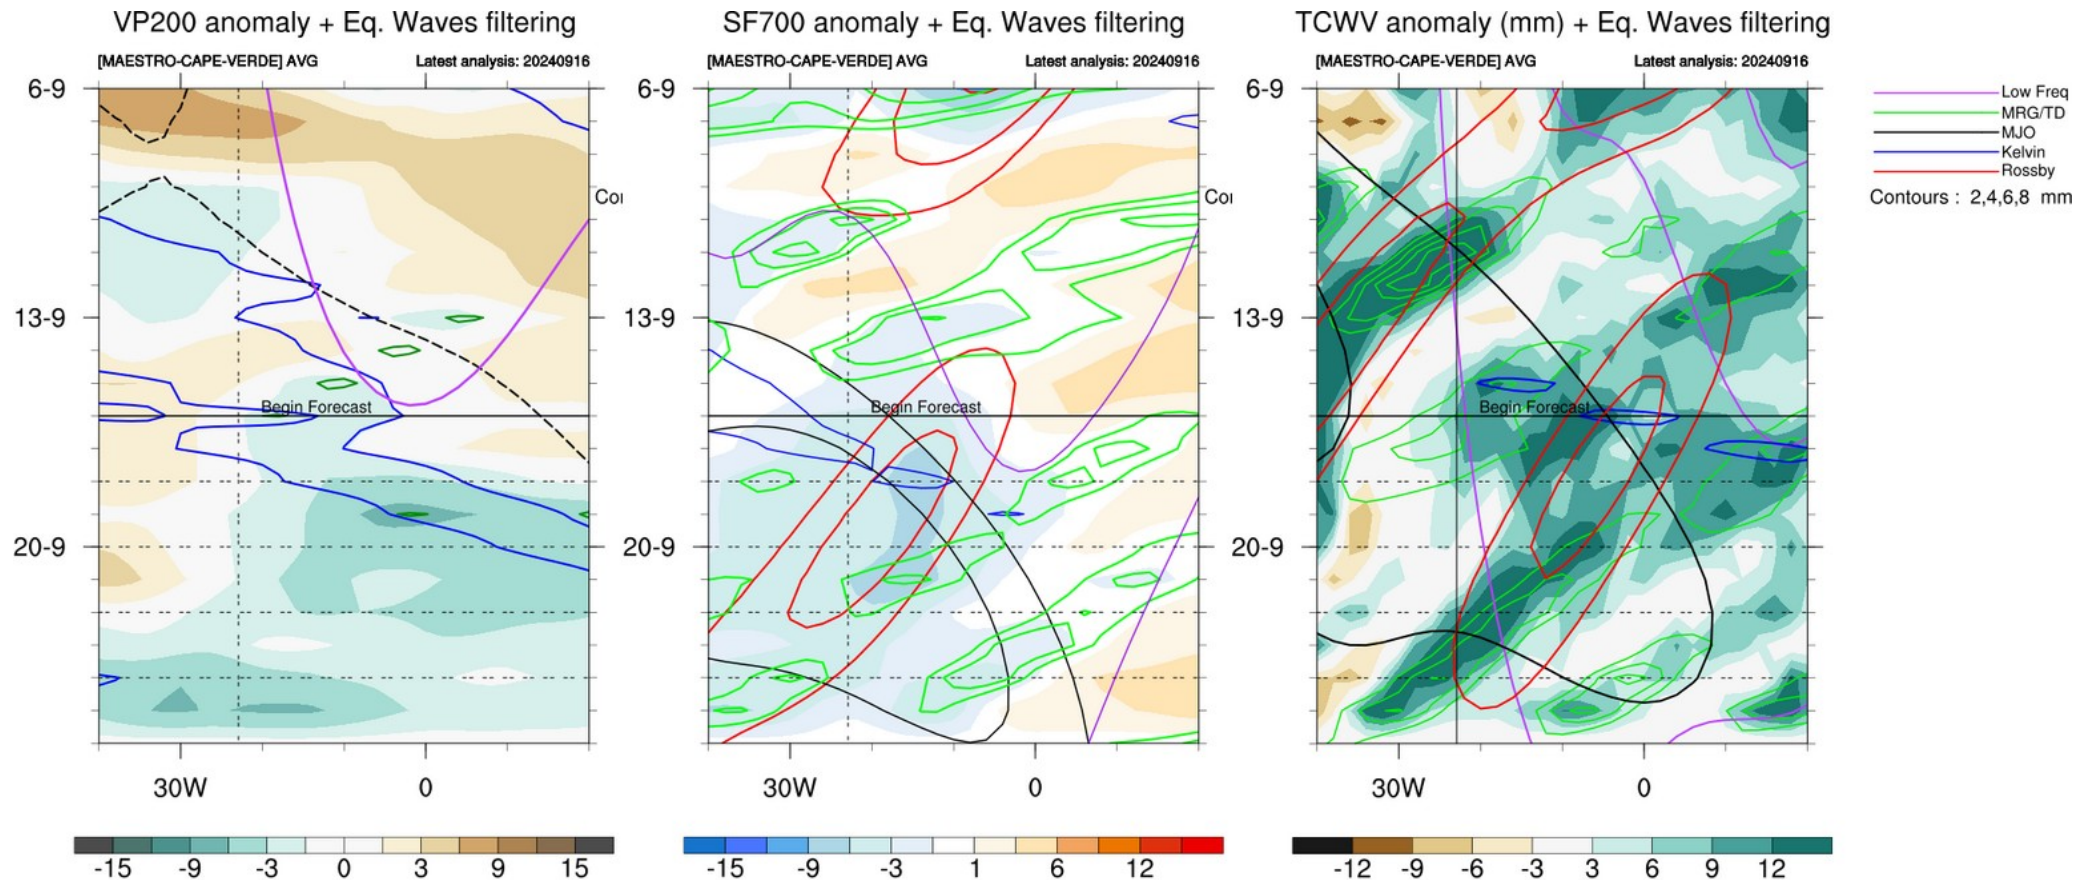 VP200 anomaly + Eq. Waves filtering
[MAESTRO-CAPE-VERDE] AVG Latest analysis: 20240916
6-9
13-9
20-9
Begin Forecast
30W 0
-15 -9 -3 0 3 9 15
Cor
SF700 anomaly + Eq. Waves filtering
[MAESTRO-CAPE-VERDE] AVG Latest analysis: 20240916
6-9
13-9
20-9
Begin Forecast
30W 0
-15 -9 -3 1 6 12
Cor
TCWV anomaly (mm) + Eq. Waves filtering
[MAESTRO-CAPE-VERDE] AVG Latest analysis: 20240916
6-9
13-9
20-9
Begin Forecast
30W 0
-12 -9 -6 -3 3 6 9 12
Low Freq
MRG/TD
MJO
Kelvin
Rossby
Contours : 2,4,6,8 mm